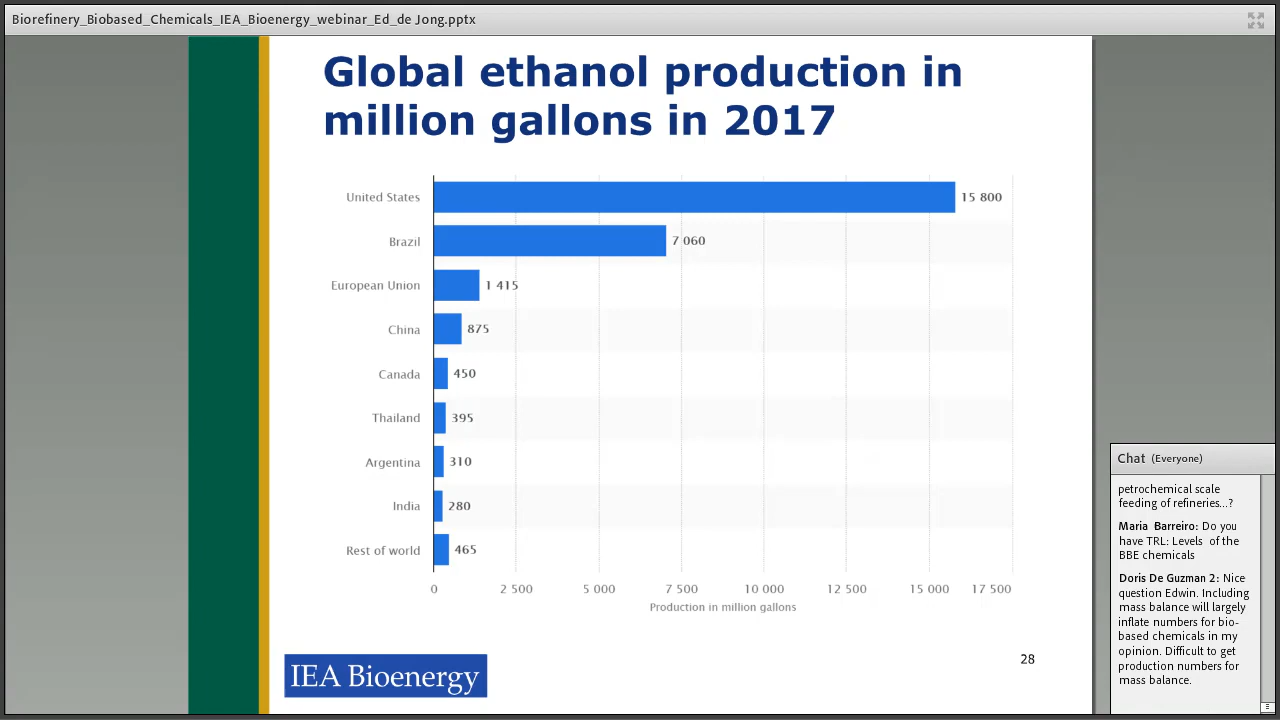 Biorefinery_Biobased_Chemicals_IEA_Bioenergy_webinar_Ed_de Jong.pptx
Global ethanol production in
million gallons in 2017
United States 15 800
Brazil 7 060
European Union 1 415
China 875
Canada 450
Thailand 395
Argentina 310
India 280
Rest of world 465
0 2 500 5 000 7 500 10 000 12 500 15 000 17 500
Production in million gallons
IEA Bioenergy
28
Chat (Everyone)
petrochemical scale
feeding of refineries...?
Maria Barreiro: Do you
have TRL: Levels of the
BBE chemicals
Doris De Guzman 2: Nice
question Edwin. Including
mass balance will largely
inflate numbers for bio-
based chemicals in my
opinion. Difficult to get
production numbers for
mass balance.